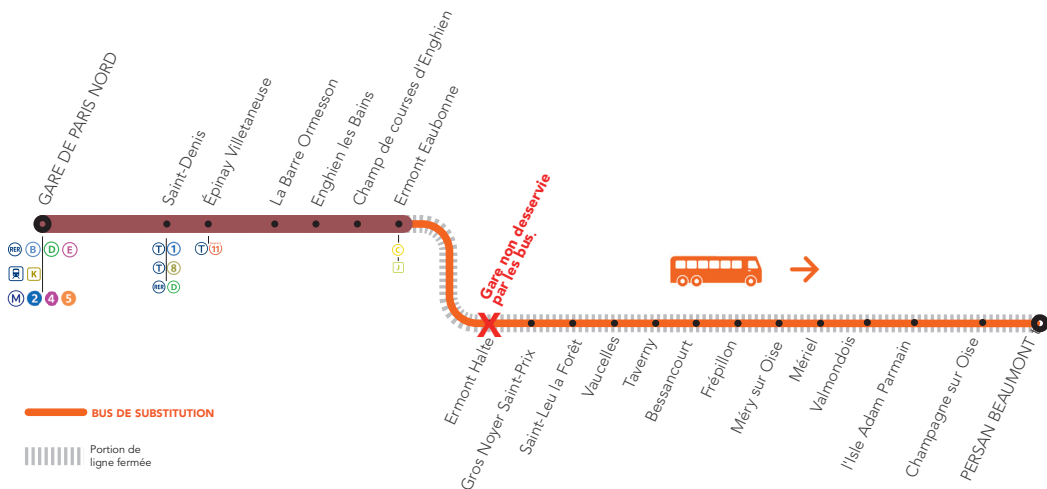 GARE DE PARIS NORD
Saint-Denis
Épinay Villetaneuse
La Barre Ormesson
Enghien les Bains
Champ de courses d'Enghien
Ermont Eaubonne
RER B D E
K
M 2 4 5
T 1
T 8
RER D
T 11
C
J
Gare non desservie
par les bus.
X
Ermont Halte
Gros Noyer Saint-Prix
Saint-Leu la Forêt
Vaucelles
Taverny
Bessancourt
Frépillon
Méry sur Oise
Mériel
Valmondois
l'Isle Adam Parmain
Champagne sur Oise
PERSAN BEAUMONT
BUS DE SUBSTITUTION
Portion de
ligne fermée